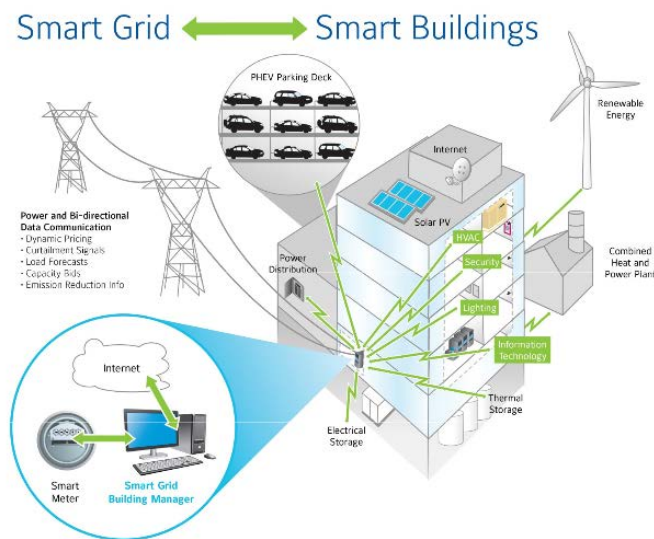 Smart Grid
Smart Buildings
PHEV Parking Deck
Renewable
Energy
Internet
Solar PV
Power and Bi-directional
Data Communication
• Dynamic Pricing
• Curtailment Signals
• Load Forecasts
• Capacity Bids
• Emission Reduction Info
Power
Distribution
HVAC
Security
Lighting
Information
Technology
Combined
Heat and
Power Plant
Thermal
Storage
Electrical
Storage
Internet
Smart
Meter
Smart Grid
Building Manager